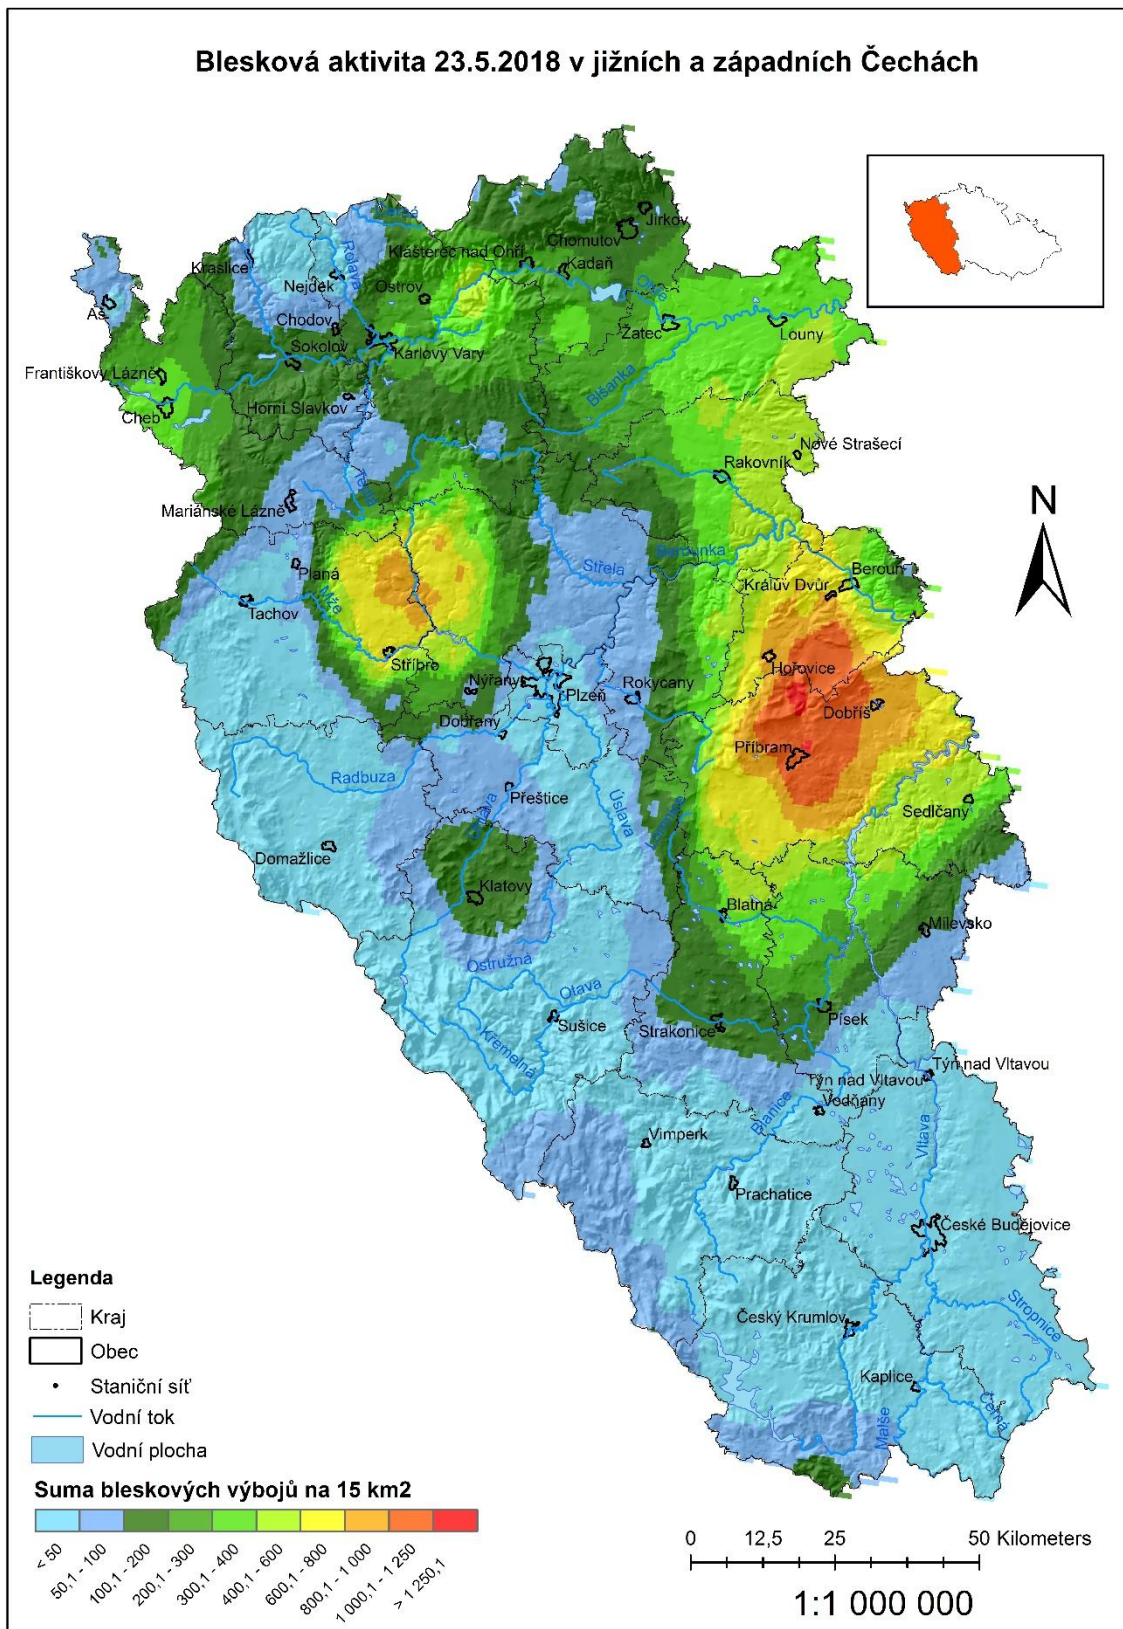 Blesková aktivita 23.5.2018 v jižních a západních Čechách
Jirkov
Chomutov
Klášterec nad Ohří
Kadaň
Kraslice
Rolava
Nejdek
Ostrov
Ohře
Aš
Chodov
Žatec
Louny
Sokolov
Karlovy Vary
Františkovy Lázně
Blšanka
Cheb
Horní Slavkov
Nové Strašecí
Rakovník
Teplá
Mariánské Lázně
N
Berounka
Střela
Beroun
Planá
Králův Dvůr
Mže
Tachov
Stříbro
Hořovice
Nýřany
Plzeň
Rokycany
Dobříš
Dobřany
Příbram
Radbuza
Přeštice
Úslava
Sedlčany
Domažlice
Klatovy
Blatná
Milevsko
Ostružná
Otava
Sušice
Strakonice
Písek
Křemelná
Týn nad Vltavou
Týn nad Vltavou
Vodňany
Blanice
Vltava
Vimperk
Prachatice
České Budějovice
Stropnice
Český Krumlov
Kaplice
Černá
Malše
Legenda
Kraj
Obec
Staniční síť
Vodní tok
Vodní plocha
Suma bleskových výbojů na 15 km2
< 50
50,1 - 100
100,1 - 200
200,1 - 300
300,1 - 400
400,1 - 600
600,1 - 800
800,1 - 1 000
1 000,1 - 1 250
> 1 250,1
0 12,5 25 50 Kilometers
1:1 000 000